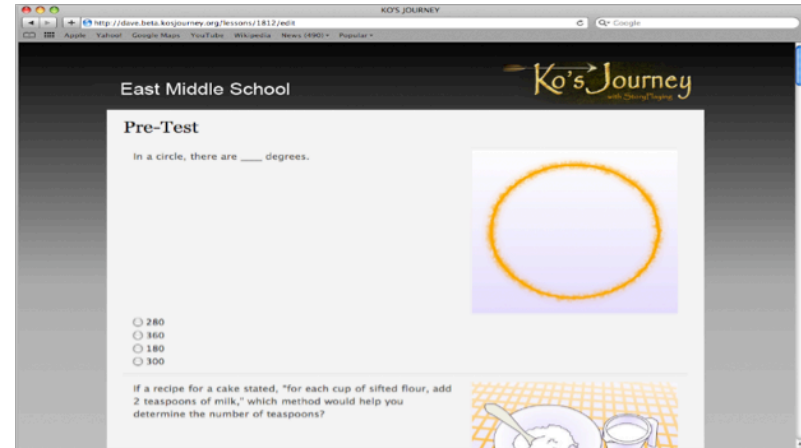 KO'S JOURNEY
http://dave.beta.kosjourney.org/lessons/1812/edit
Google
Apple Yahoo! Google Maps YouTube Wikipedia News (890) Popular
East Middle School
Ko's Journey
with StoryPlaying
Pre-Test
In a circle, there are ____ degrees.
280
360
180
300
If a recipe for a cake stated, "for each cup of sifted flour, add
2 teaspoons of milk," which method would help you
determine the number of teaspoons?